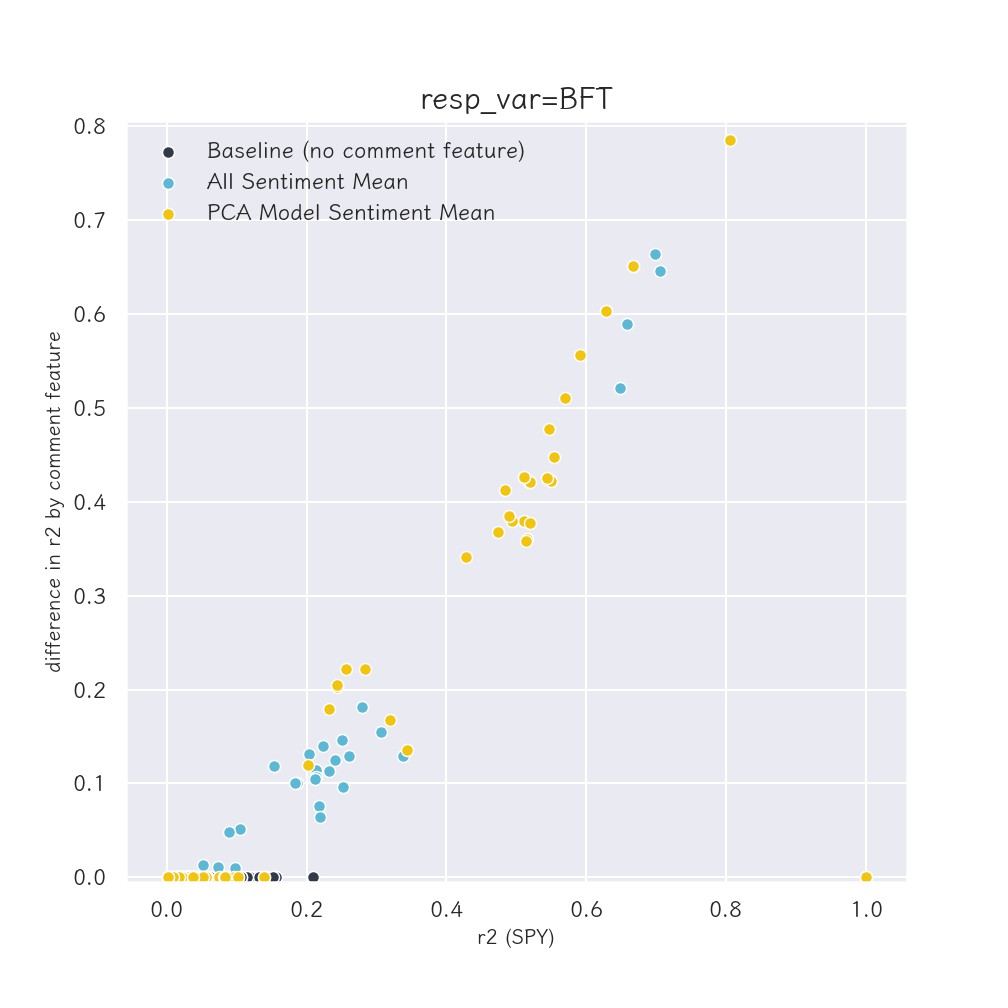 resp_var=BFT
Baseline (no comment feature)
All Sentiment Mean
PCA Model Sentiment Mean
difference in r2 by comment feature
0.8
0.7
0.6
0.5
0.4
0.3
0.2
0.1
0.0
0.0 0.2 0.4 0.6 0.8 1.0
r2 (SPY)